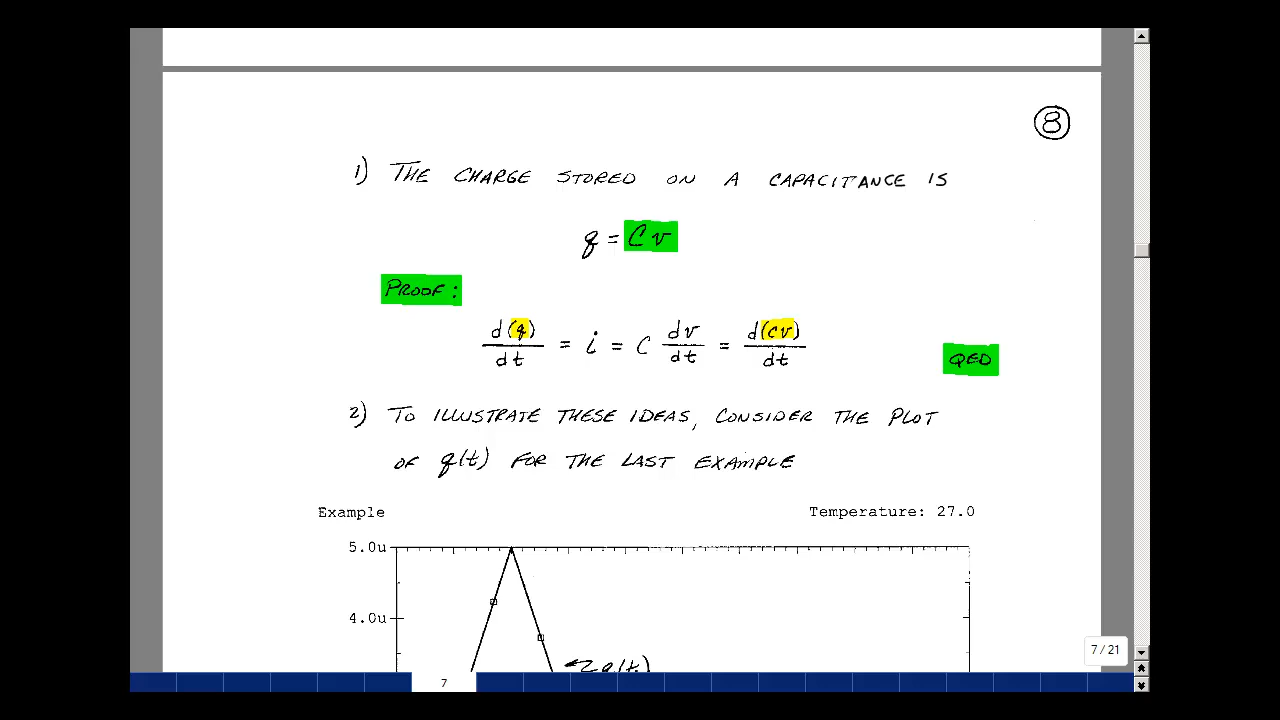 8
1) THE CHARGE STORED ON A CAPACITANCE IS
q = Cv
PROOF:
d(q)/dt = i = C dv/dt = d(cv)/dt
QED
2) TO ILLUSTRATE THESE IDEAS, CONSIDER THE PLOT
OF q(t) FOR THE LAST EXAMPLE
Example Temperature: 27.0
5.0u
4.0u
q(t)
7 / 21
7